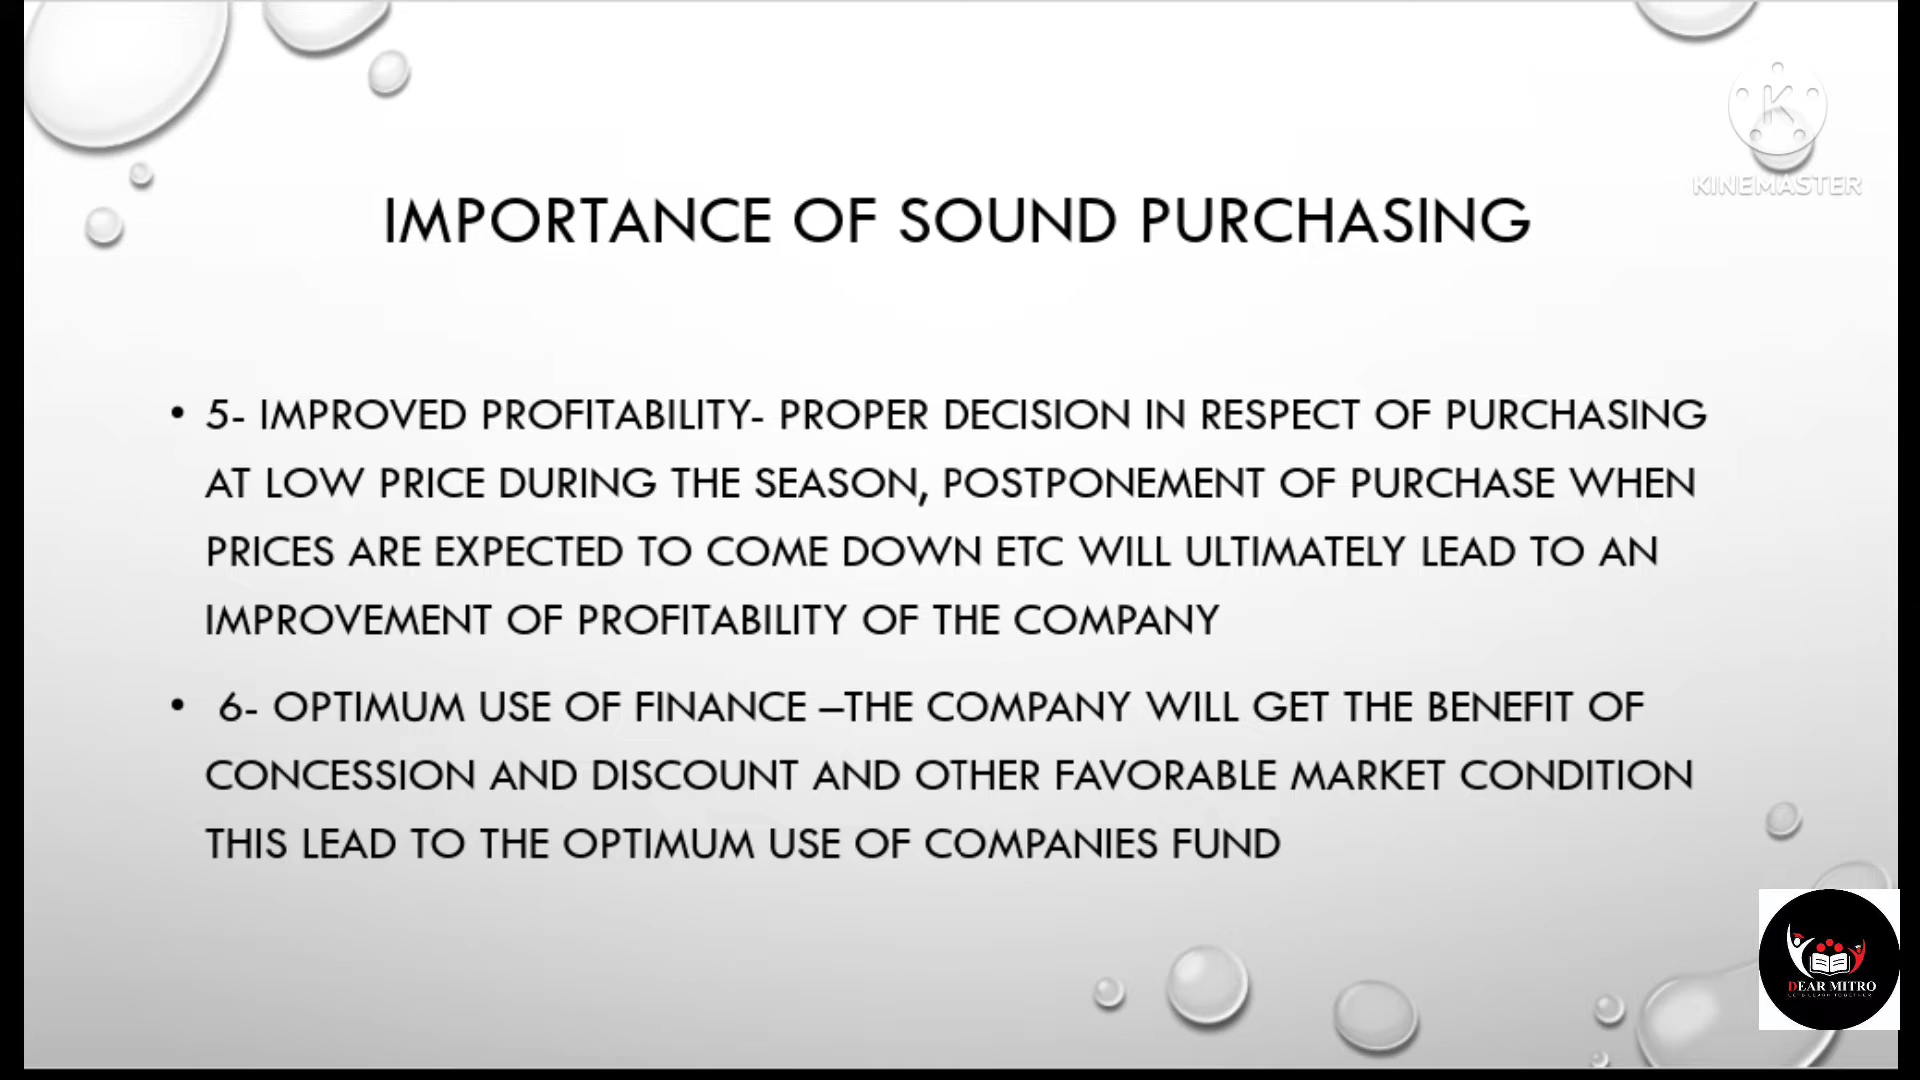 K
KINEMASTER
IMPORTANCE OF SOUND PURCHASING
• 5- IMPROVED PROFITABILITY- PROPER DECISION IN RESPECT OF PURCHASING
AT LOW PRICE DURING THE SEASON, POSTPONEMENT OF PURCHASE WHEN
PRICES ARE EXPECTED TO COME DOWN ETC WILL ULTIMATELY LEAD TO AN
IMPROVEMENT OF PROFITABILITY OF THE COMPANY
• 6- OPTIMUM USE OF FINANCE –THE COMPANY WILL GET THE BENEFIT OF
CONCESSION AND DISCOUNT AND OTHER FAVORABLE MARKET CONDITION
THIS LEAD TO THE OPTIMUM USE OF COMPANIES FUND
DEAR MITRO
LET'S LEARN TOGETHER